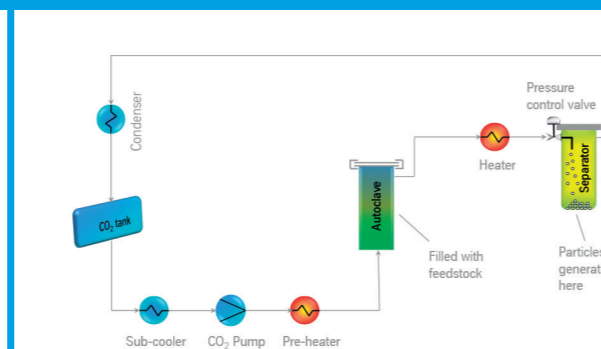 Condenser
Pressure
control valve
CO₂ tank
Autoclave
Heater
Separator
Filled with
feedstock
Particles
generat
here
Sub-cooler
CO₂ Pump
Pre-heater